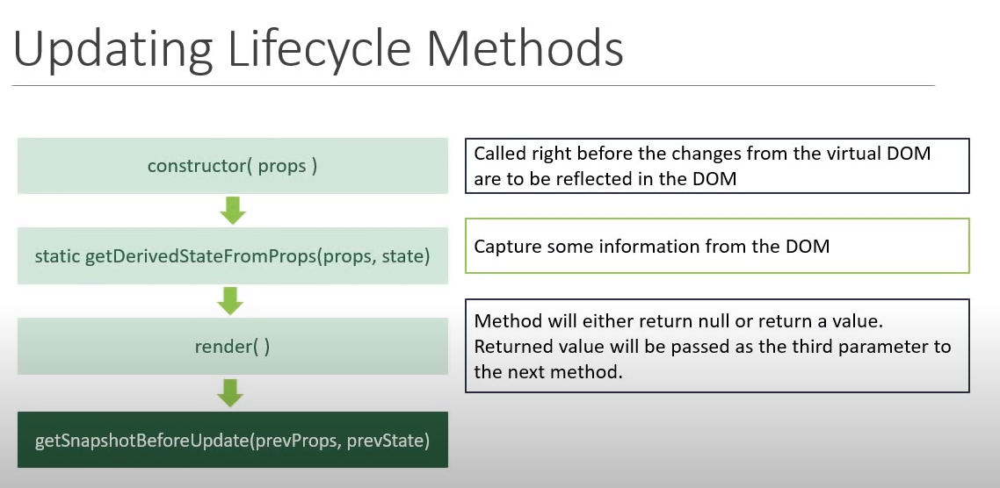 Updating Lifecycle Methods
constructor( props )
static getDerivedStateFromProps(props, state)
render( )
getSnapshotBeforeUpdate(prevProps, prevState)
Called right before the changes from the virtual DOM
are to be reflected in the DOM
Capture some information from the DOM
Method will either return null or return a value.
Returned value will be passed as the third parameter to
the next method.